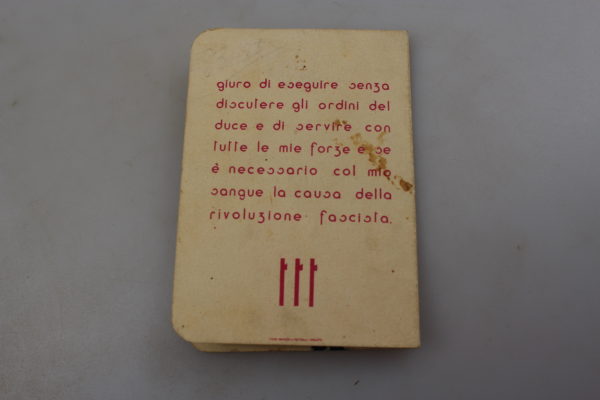 giuro di eseguire senza
discutere gli ordini del
duce e di servire con
tutte le mie forze e se
è necessario col mio
sangue la causa della
rivoluzione fascista.